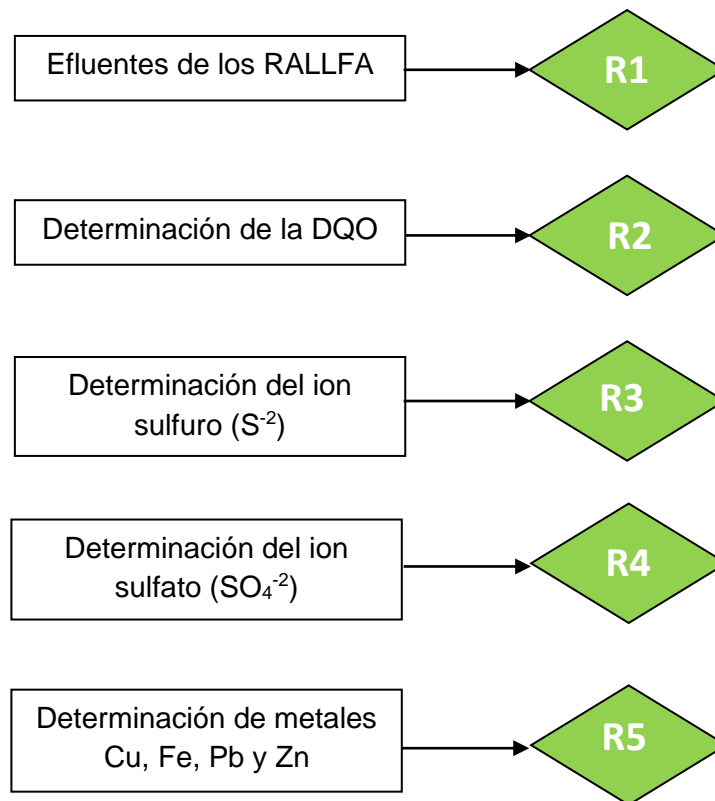 Efluentes de los RALLFA
R1
Determinación de la DQO
R2
Determinación del ion
sulfuro (S⁻²)
R3
Determinación del ion
sulfato (SO₄⁻²)
R4
Determinación de metales
Cu, Fe, Pb y Zn
R5